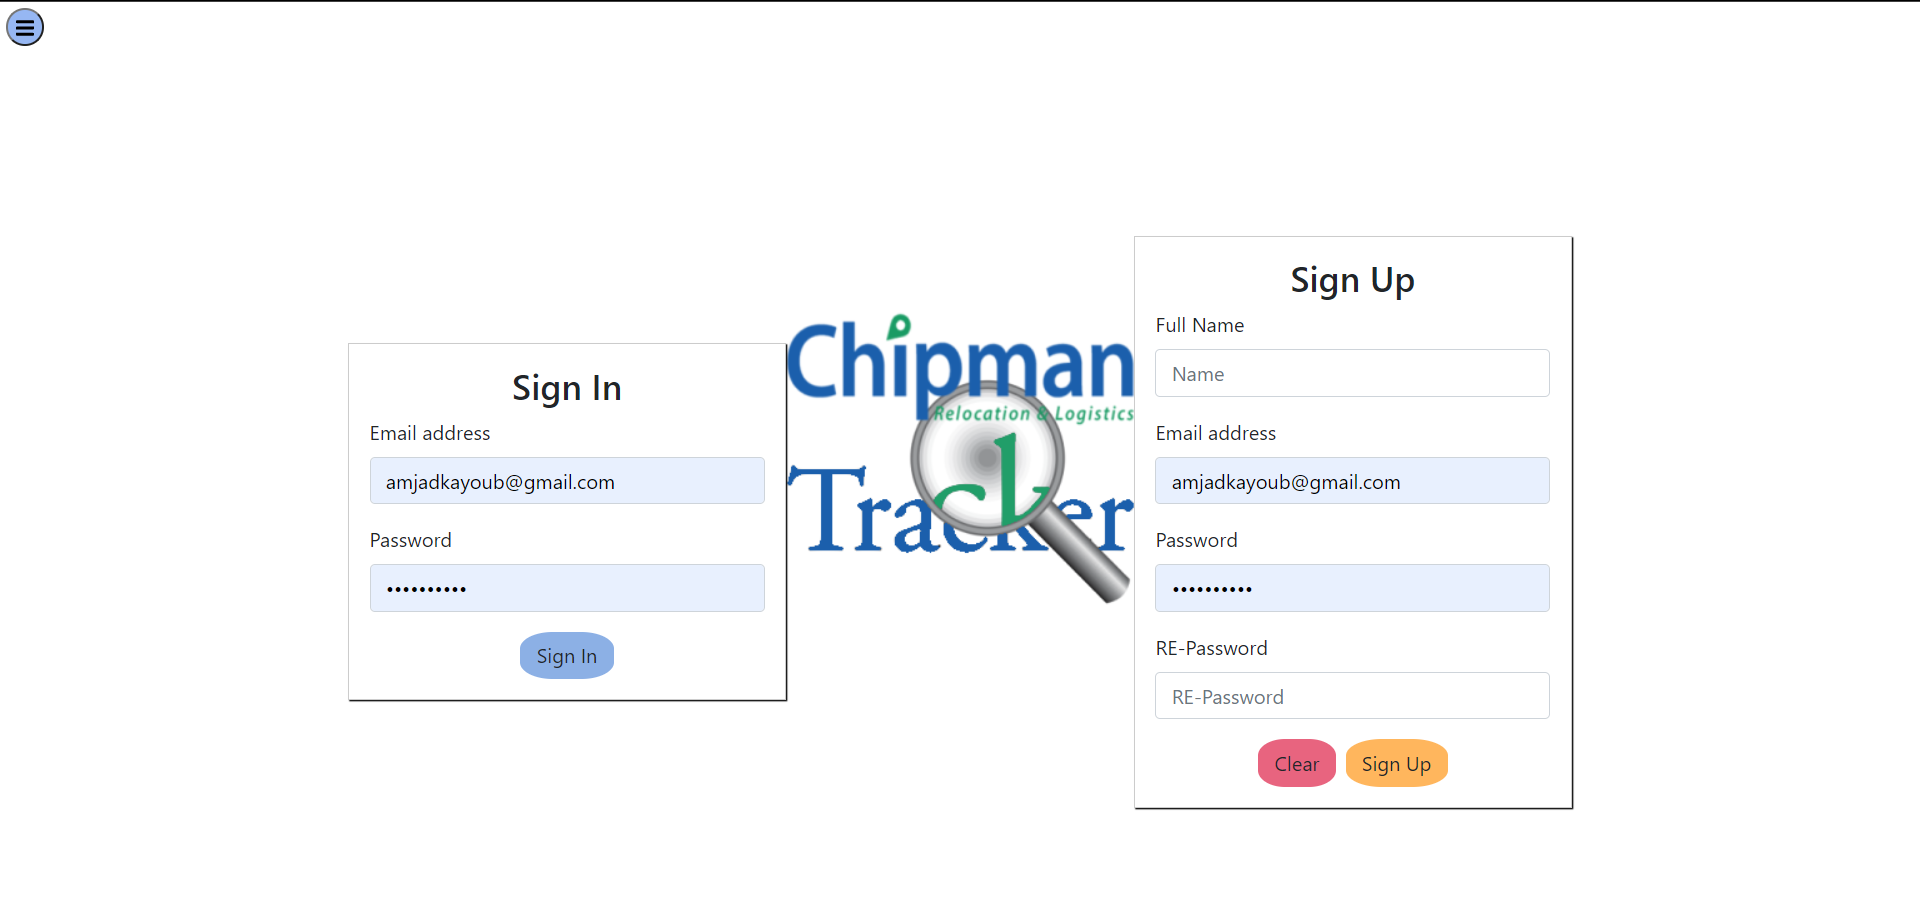 Sign In
Email address
amjadkayoub@gmail.com
Password
••••••••••
Sign In
Chipman
Relocation & Logistics
Tracker
Sign Up
Full Name
Name
Email address
amjadkayoub@gmail.com
Password
••••••••••
RE-Password
RE-Password
Clear
Sign Up